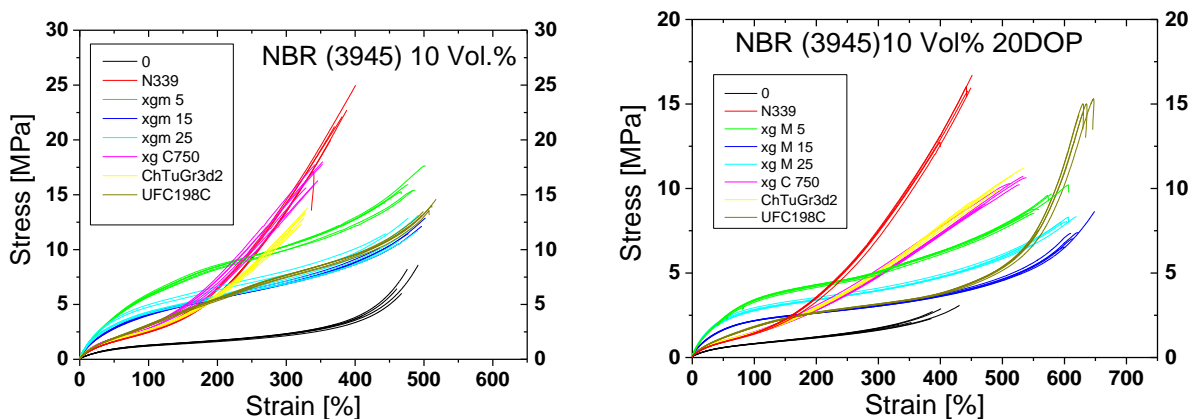 NBR (3945) 10 Vol.%
0
N339
xgm 5
xgm 15
xgm 25
xg C750
ChTuGr3d2
UFC198C
30
25
20
15
10
5
0
30
25
20
15
10
5
0
0 100 200 300 400 500 600
Stress [MPa]
Strain [%]
NBR (3945)10 Vol% 20DOP
0
N339
xg M 5
xg M 15
xg M 25
xg C 750
ChTuGr3d2
UFC198C
20
15
10
5
0
20
15
10
5
0
0 100 200 300 400 500 600 700
Stress [MPa]
Strain [%]